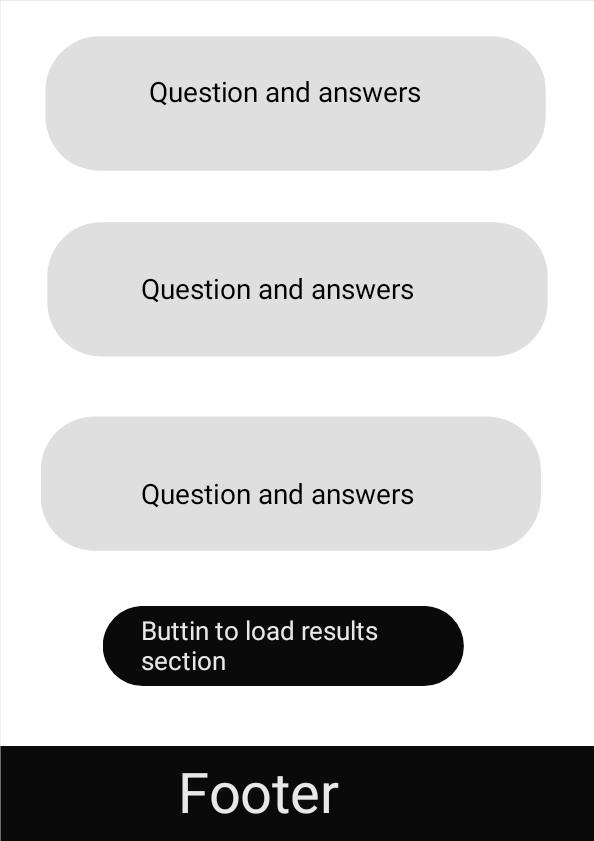 Question and answers
Question and answers
Question and answers
Buttin to load results
section
Footer